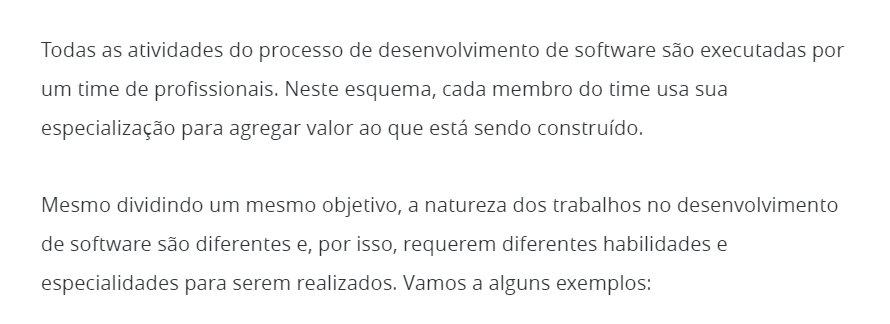 Todas as atividades do processo de desenvolvimento de software são executadas por
um time de profissionais. Neste esquema, cada membro do time usa sua
especialização para agregar valor ao que está sendo construído.
Mesmo dividindo um mesmo objetivo, a natureza dos trabalhos no desenvolvimento
de software são diferentes e, por isso, requerem diferentes habilidades e
especialidades para serem realizados. Vamos a alguns exemplos: